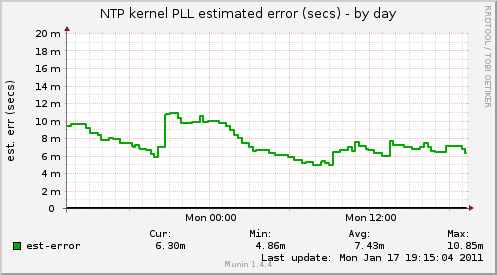 NTP kernel PLL estimated error (secs) - by day
RRDTOOL / TOBI OETIKER
est. err (secs)
20 m
18 m
16 m
14 m
12 m
10 m
8 m
6 m
4 m
2 m
0
Mon 00:00 Mon 12:00
Cur: Min: Avg: Max:
est-error 6.30m 4.86m 7.43m 10.85m
Last update: Mon Jan 17 19:15:04 2011
Munin 1.4.4